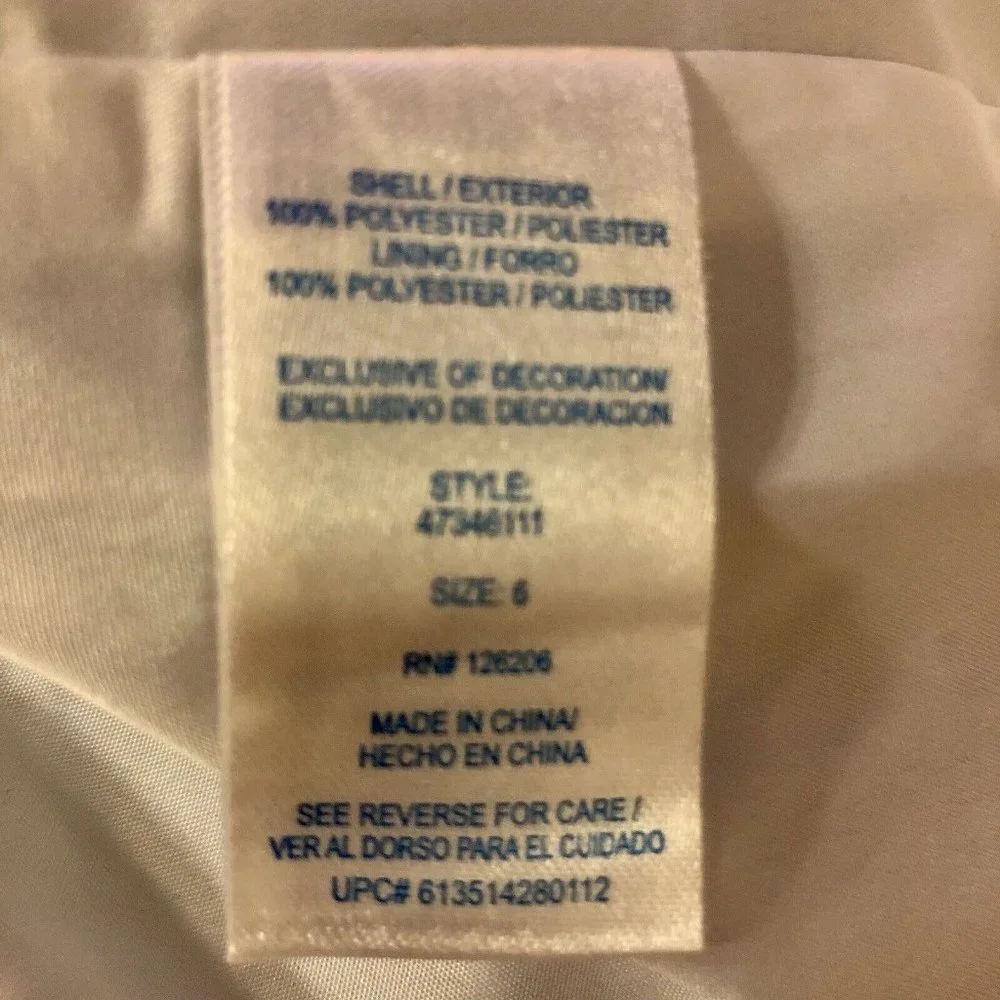 SHELL / EXTERIOR
100% POLYESTER / POLIESTER
LINING / FORRO
100% POLYESTER / POLIESTER
EXCLUSIVE OF DECORATION/
EXCLUSIVO DE DECORACION
STYLE:
47346111
SIZE: 6
RN# 126206
MADE IN CHINA/
HECHO EN CHINA
SEE REVERSE FOR CARE /
VER AL DORSO PARA EL CUIDADO
UPC# 613514280112